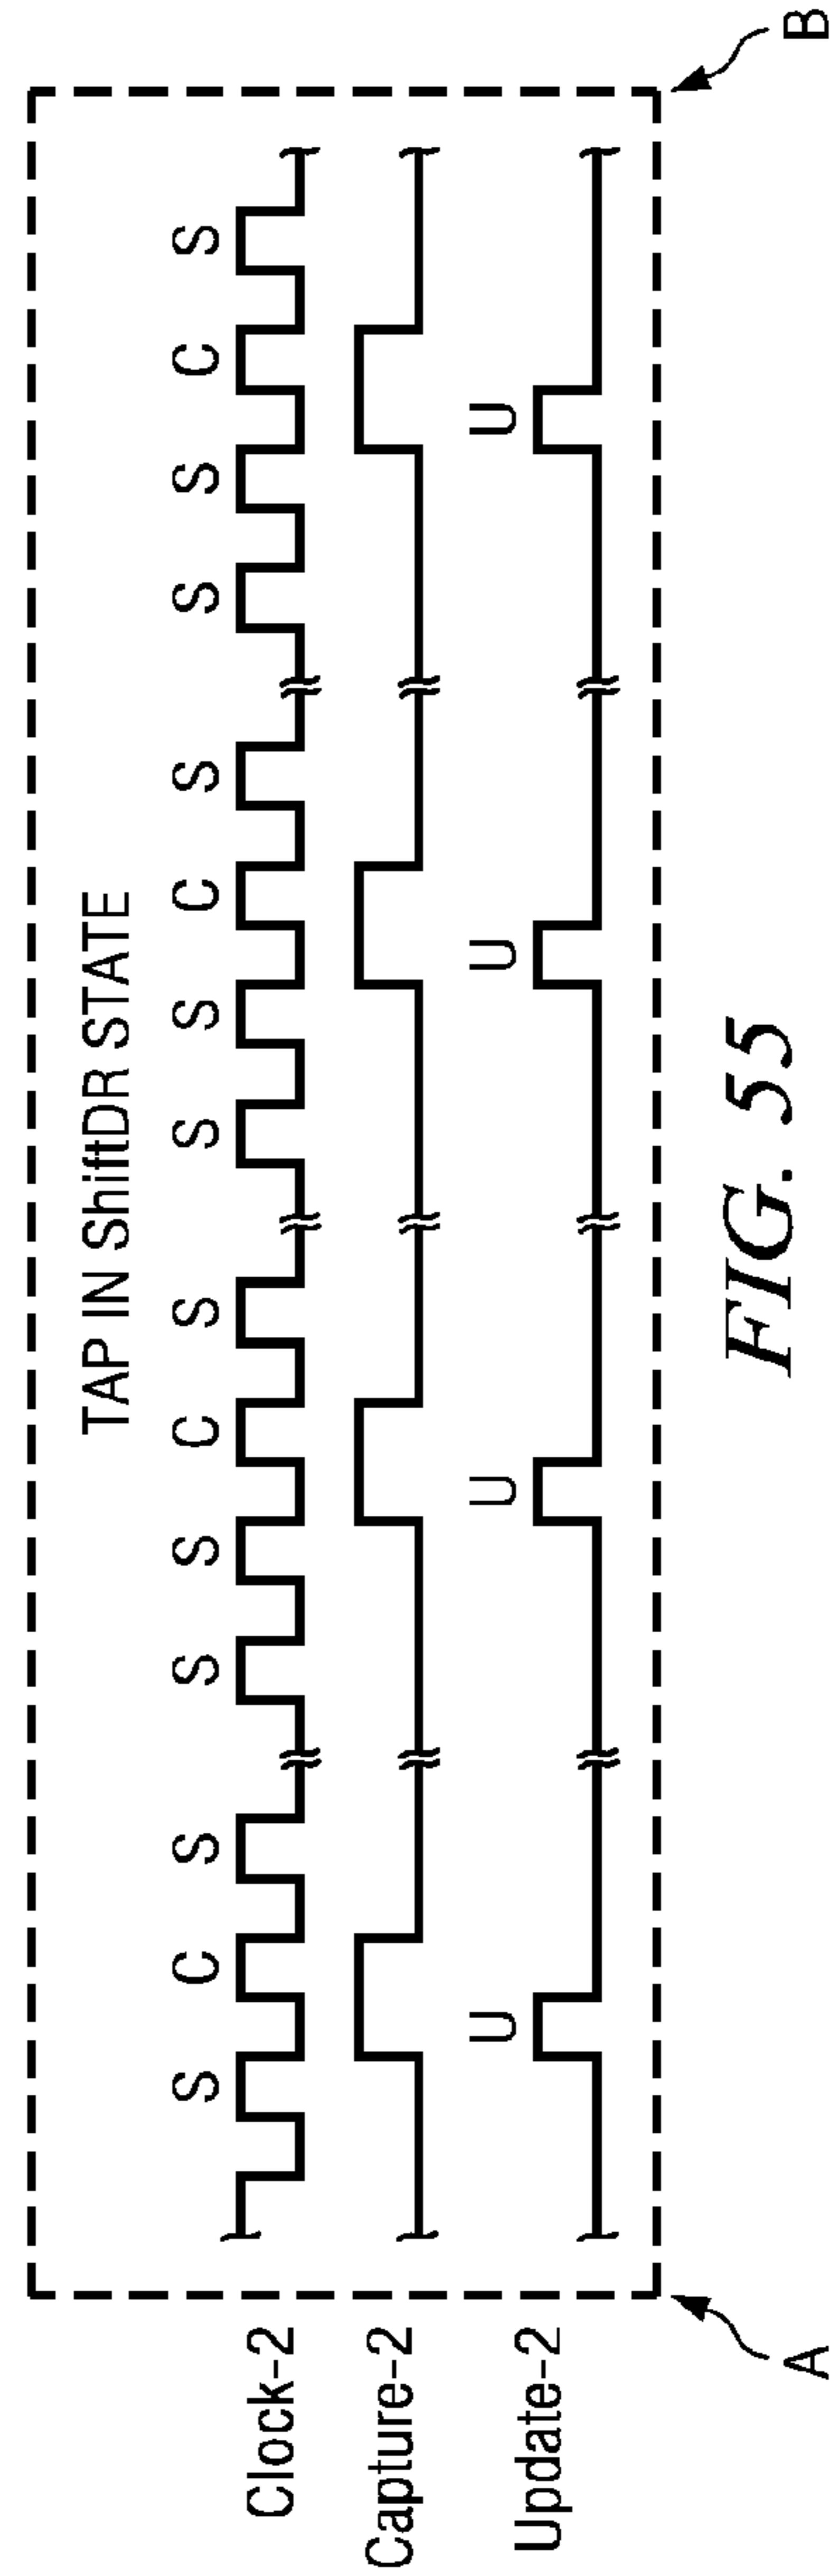 TAP IN ShiftDR STATE
S C S S S C S S S C S S S C S
Clock-2
Capture-2
U U U U
Update-2
A B
FIG. 55